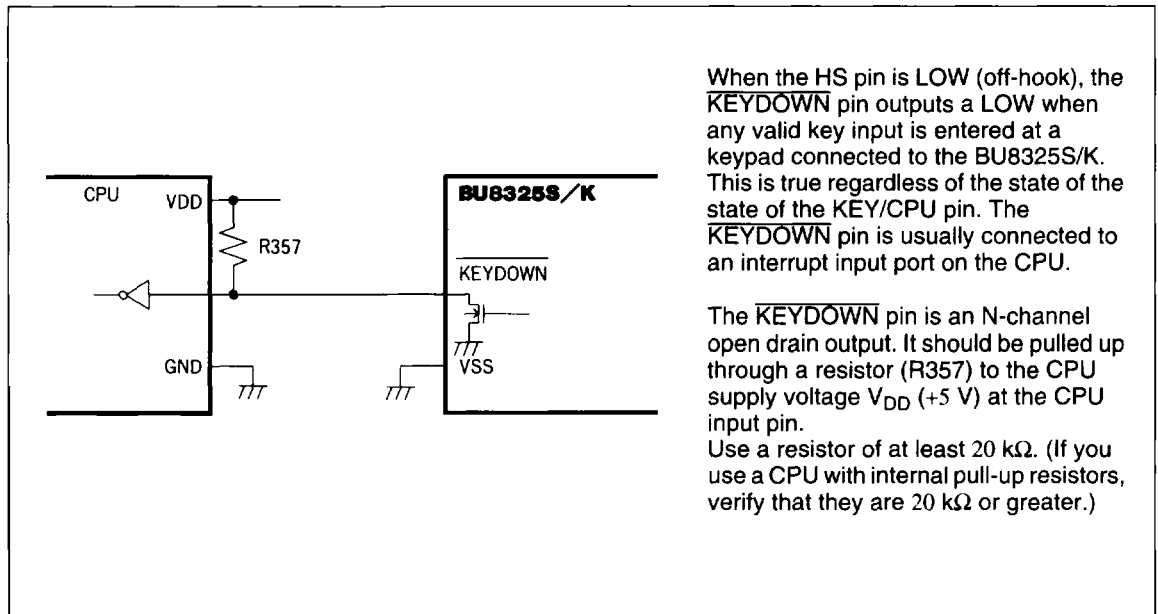 CPU
VDD
R357
GND
BU8325S/K
KEYDOWN
VSS
When the HS pin is LOW (off-hook), the
KEYDOWN pin outputs a LOW when
any valid key input is entered at a
keypad connected to the BU8325S/K.
This is true regardless of the state of the
state of the KEY/CPU pin. The
KEYDOWN pin is usually connected to
an interrupt input port on the CPU.
The KEYDOWN pin is an N-channel
open drain output. It should be pulled up
through a resistor (R357) to the CPU
supply voltage VDD (+5 V) at the CPU
input pin.
Use a resistor of at least 20 kΩ. (If you
use a CPU with internal pull-up resistors,
verify that they are 20 kΩ or greater.)